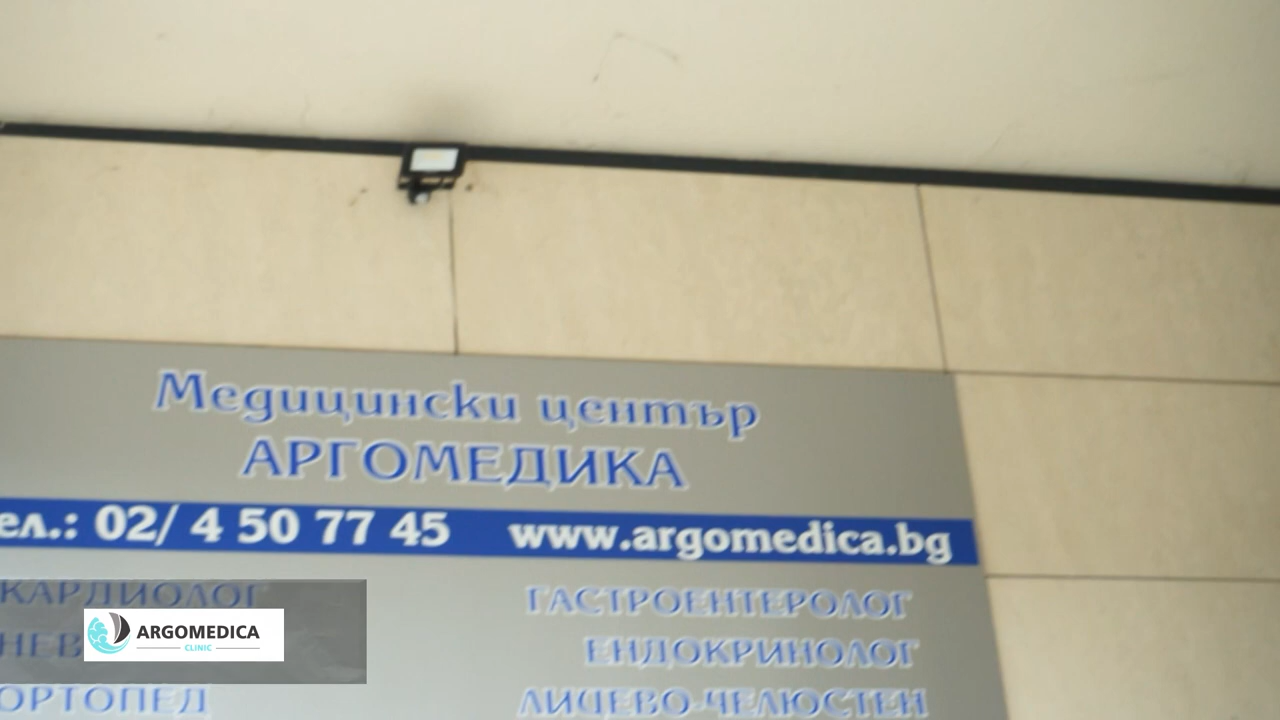 Медицински център
АРГОМЕДИКА
ел.: 02/ 4 50 77 45 www.argomedica.bg
КАРДИОЛОГ ГАСТРОЕНТЕРОЛОГ
НЕВ ЕНДОКРИНОЛОГ
ОРТОПЕД ЛИЦЕВО-ЧЕЛЮСТЕН
ARGOMEDICA
CLINIC